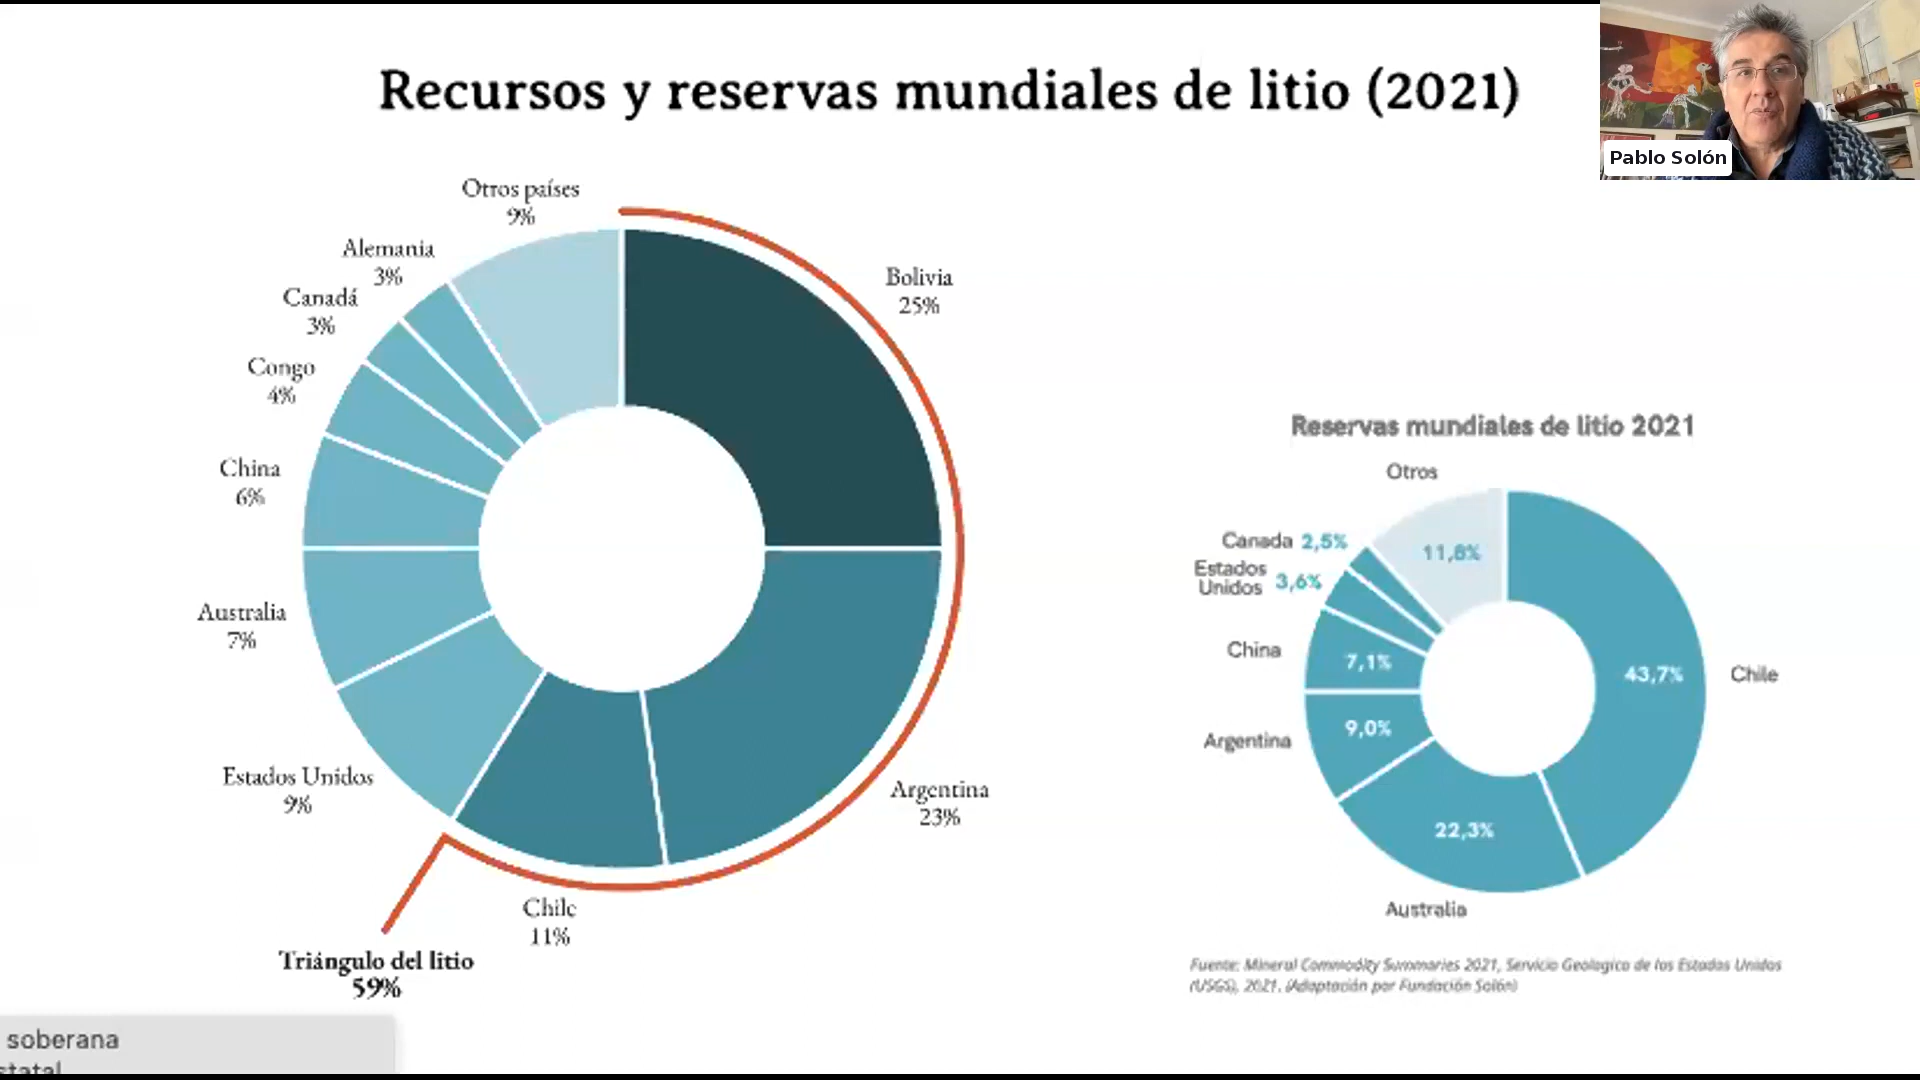 Recursos y reservas mundiales de litio (2021)
Pablo Solón
Otros países
9%
Alemania
3%
Canadá
3%
Congo
4%
China
6%
Australia
7%
Estados Unidos
9%
Bolivia
25%
Argentina
23%
Chile
11%
Triángulo del litio
59%
Reservas mundiales de litio 2021
Otros
11,8%
Canada 2,5%
Estados
Unidos 3,6%
China
7,1%
Argentina
9,0%
Australia
22,3%
Chile
43,7%
Fuente: Mineral Commodity Summaries 2021, Servicio Geologico de los Estados Unidos
(USGS), 2021. (Adaptación por Fundación Solón)
soberana
statal